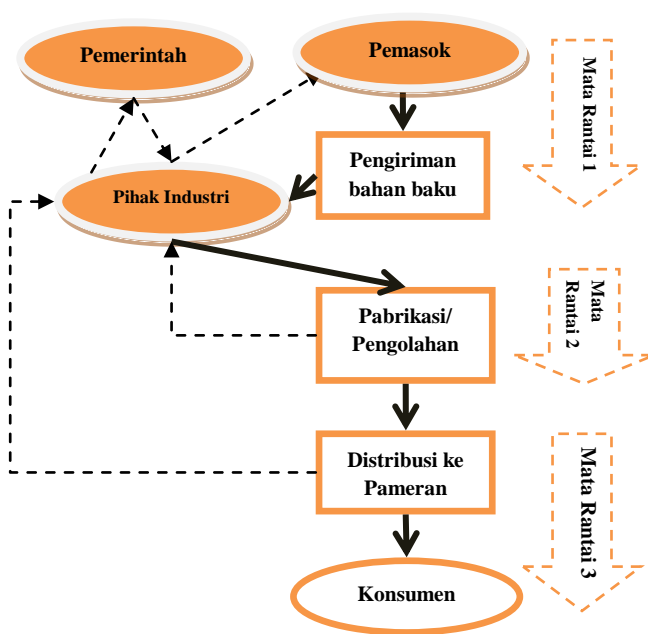 Pemerintah
Pemasok
Mata Rantai 1
Pengiriman
bahan baku
Pihak Industri
Mata
Rantai 2
Pabrikasi/
Pengolahan
Distribusi ke
Pameran
Mata Rantai 3
Konsumen